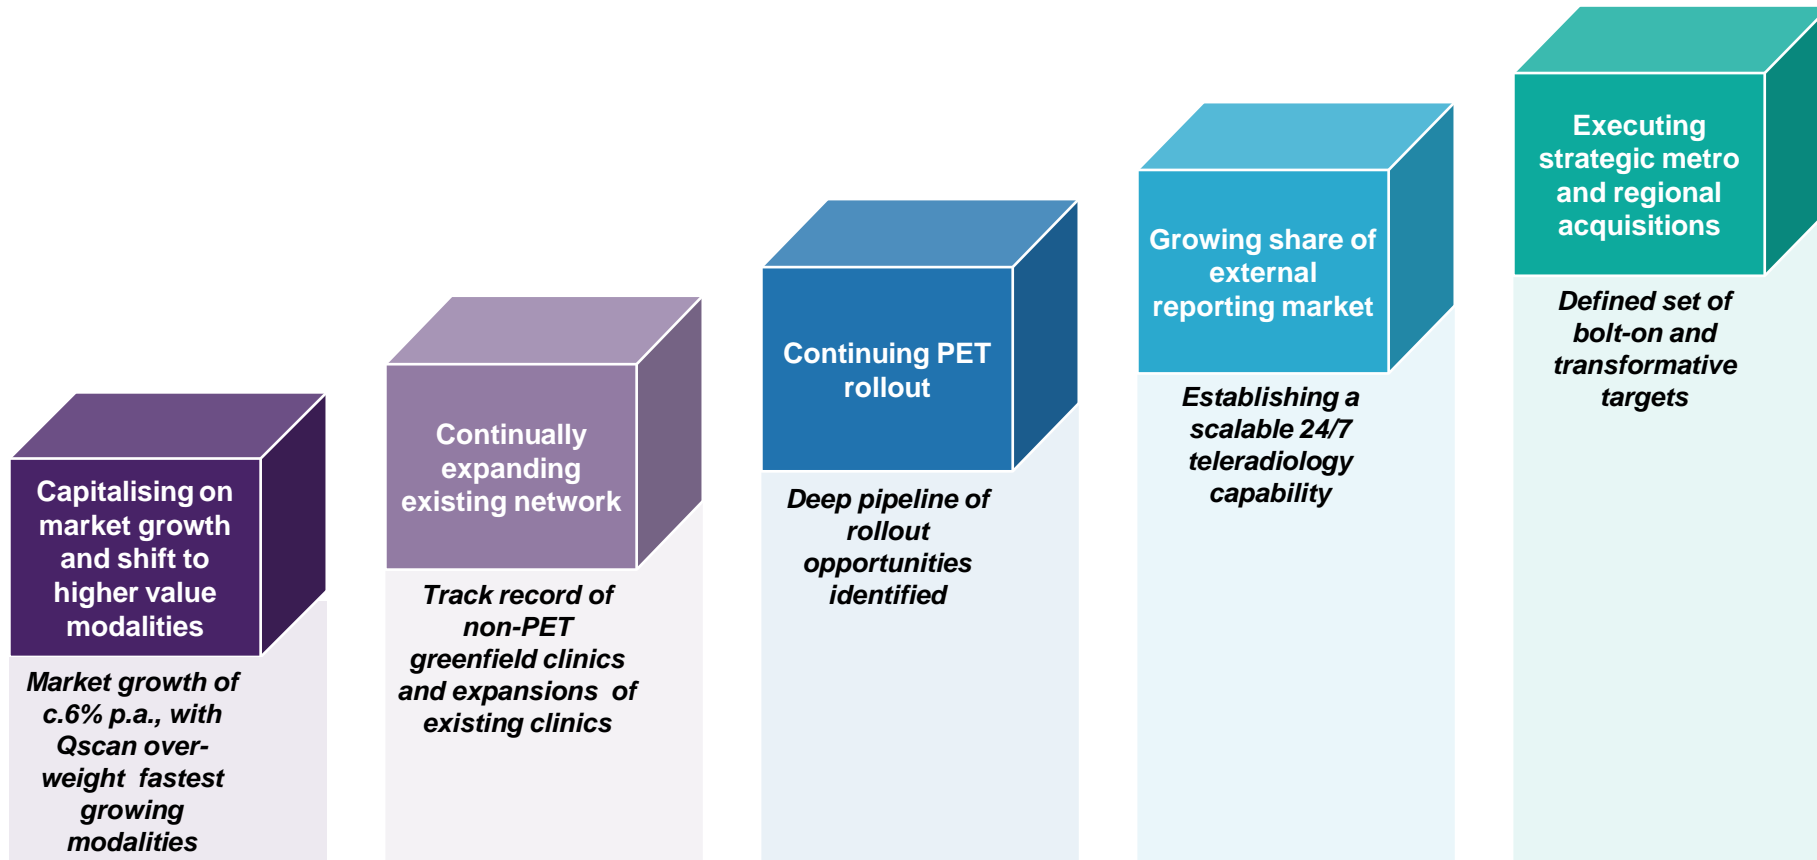 Capitalising on
market growth
and shift to
higher value
modalities
Market growth of
c.6% p.a., with
Qscan over-
weight fastest
growing
modalities
Continually
expanding
existing network
Track record of
non-PET
greenfield clinics
and expansions of
existing clinics
Continuing PET
rollout
Deep pipeline of
rollout
opportunities
identified
Growing share of
external
reporting market
Establishing a
scalable 24/7
teleradiology
capability
Executing
strategic metro
and regional
acquisitions
Defined set of
bolt-on and
transformative
targets